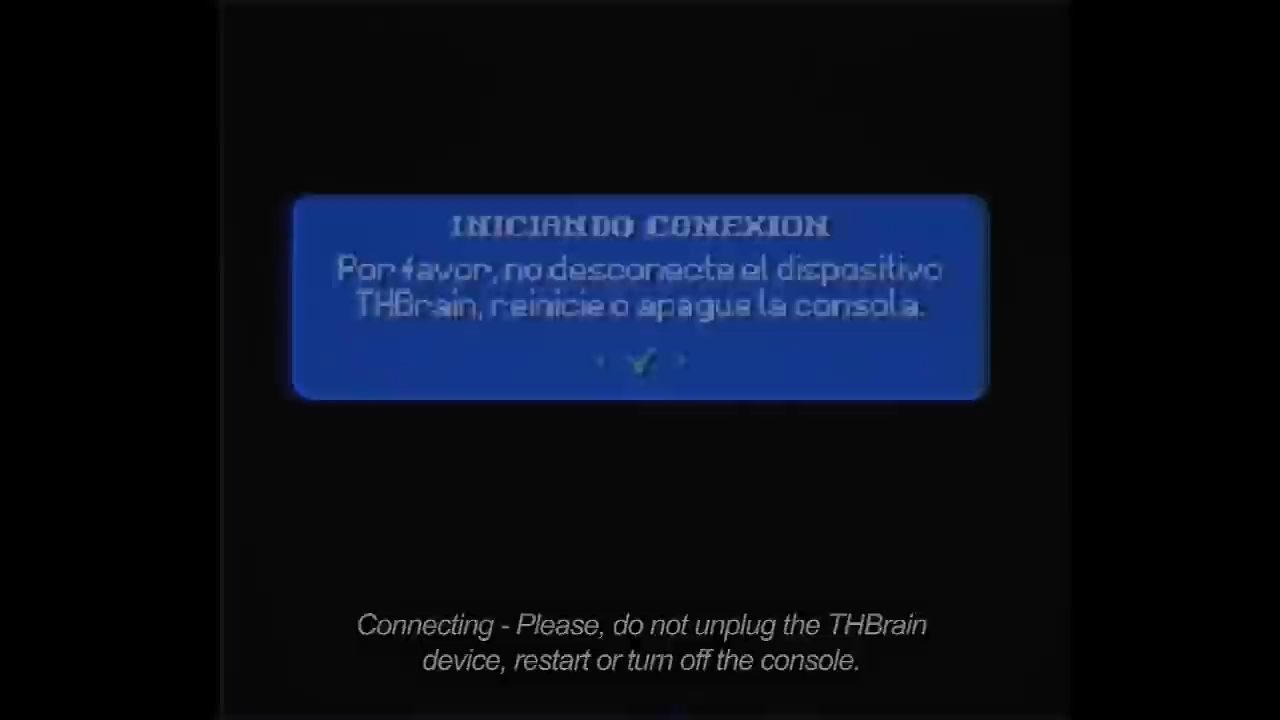 INICIANDO CONEXION
Por favor, no desconecte el dispositivo
THBrain, reinicie o apague la consola.
Connecting - Please, do not unplug the THBrain
device, restart or turn off the console.